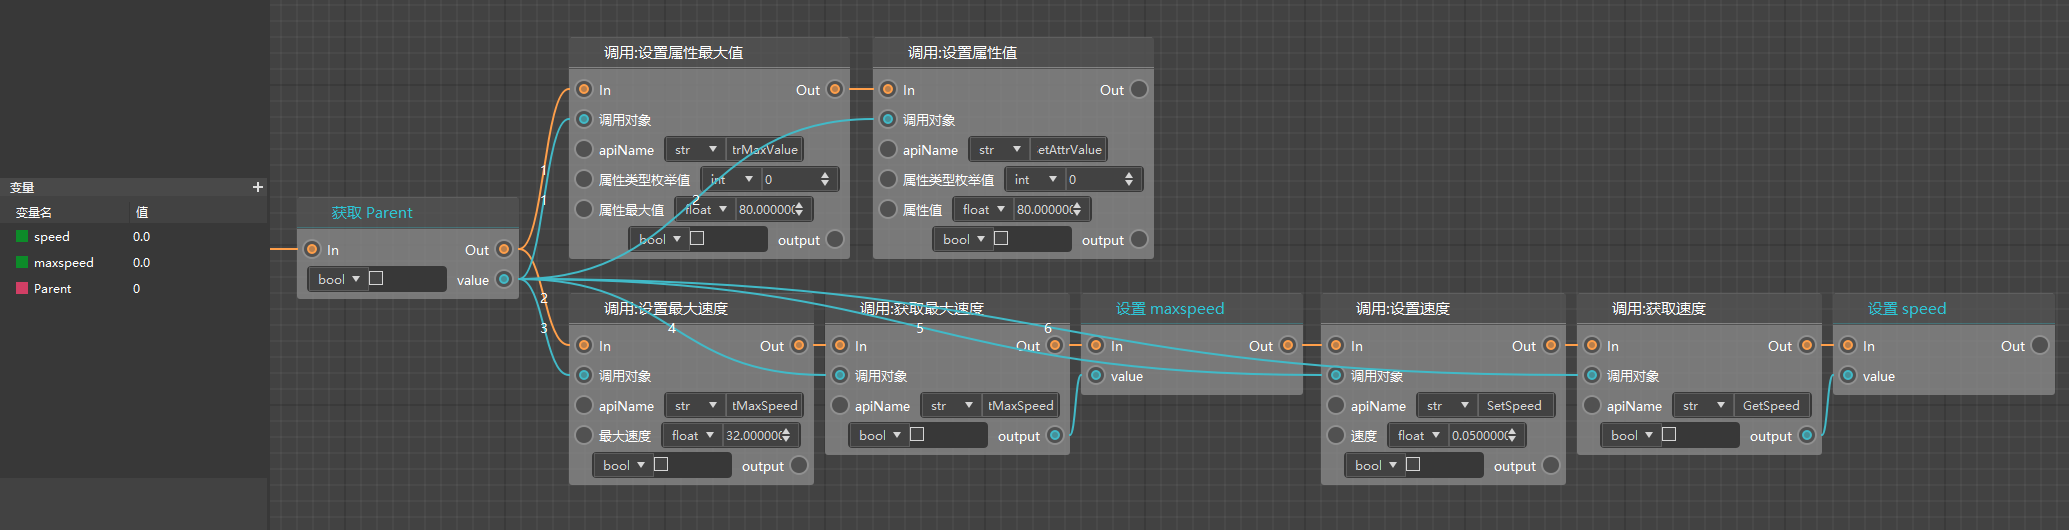 变量
+
变量名 值
speed 0.0
maxspeed 0.0
Parent 0
获取 Parent
In Out
bool value
调用:设置属性最大值
In Out
调用对象
apiName str trMaxValue
属性类型枚举值 int 0
属性最大值 float 80.000000
bool output
调用:设置属性值
In Out
调用对象
apiName str etAttrValue
属性类型枚举值 int 0
属性值 float 80.000000
bool output
1
1
2
2
3
4
5
6
调用:设置最大速度
In Out
调用对象
apiName str tMaxSpeed
最大速度 float 32.000000
bool output
调用:获取最大速度
In Out
调用对象
apiName str tMaxSpeed
bool output
设置 maxspeed
In Out
value
调用:设置速度
In Out
调用对象
apiName str SetSpeed
速度 float 0.050000
bool output
调用:获取速度
In Out
调用对象
apiName str GetSpeed
bool output
设置 speed
In Out
value